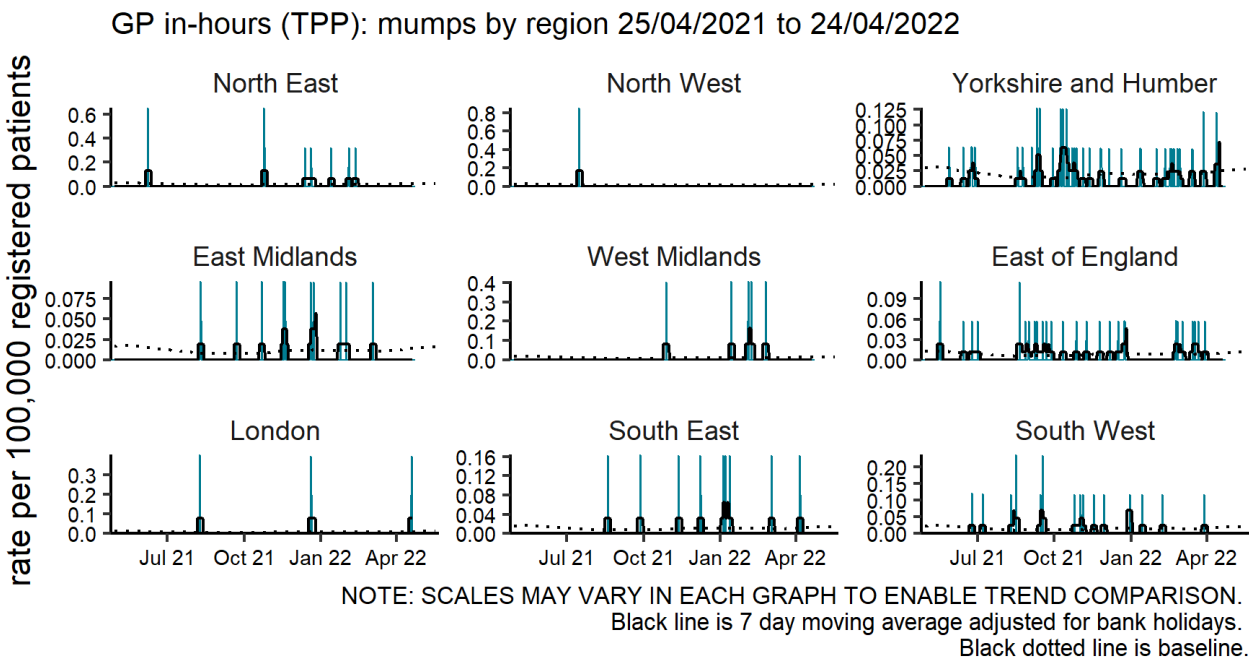 GP in-hours (TPP): mumps by region 25/04/2021 to 24/04/2022
rate per 100,000 registered patients
North East
0.6
0.4
0.2
0.0
North West
0.8
0.6
0.4
0.2
0.0
Yorkshire and Humber
0.125
0.100
0.075
0.050
0.025
0.000
East Midlands
0.075
0.050
0.025
0.000
West Midlands
0.4
0.3
0.2
0.1
0.0
East of England
0.09
0.06
0.03
0.00
London
0.3
0.2
0.1
0.0
Jul 21 Oct 21 Jan 22 Apr 22
South East
0.16
0.12
0.08
0.04
0.00
Jul 21 Oct 21 Jan 22 Apr 22
South West
0.20
0.15
0.10
0.05
0.00
Jul 21 Oct 21 Jan 22 Apr 22
NOTE: SCALES MAY VARY IN EACH GRAPH TO ENABLE TREND COMPARISON.
Black line is 7 day moving average adjusted for bank holidays.
Black dotted line is baseline.